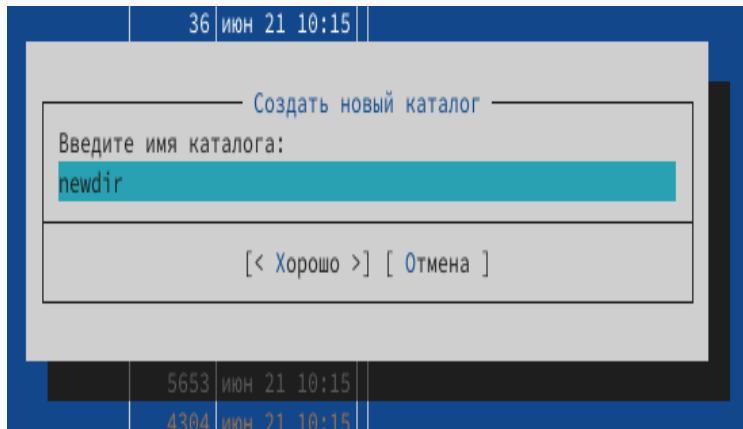 36 июн 21 10:15
Создать новый каталог
Введите имя каталога:
newdir
[< Хорошо >] [ Отмена ]
5653 июн 21 10:15
4304 июн 21 10:15